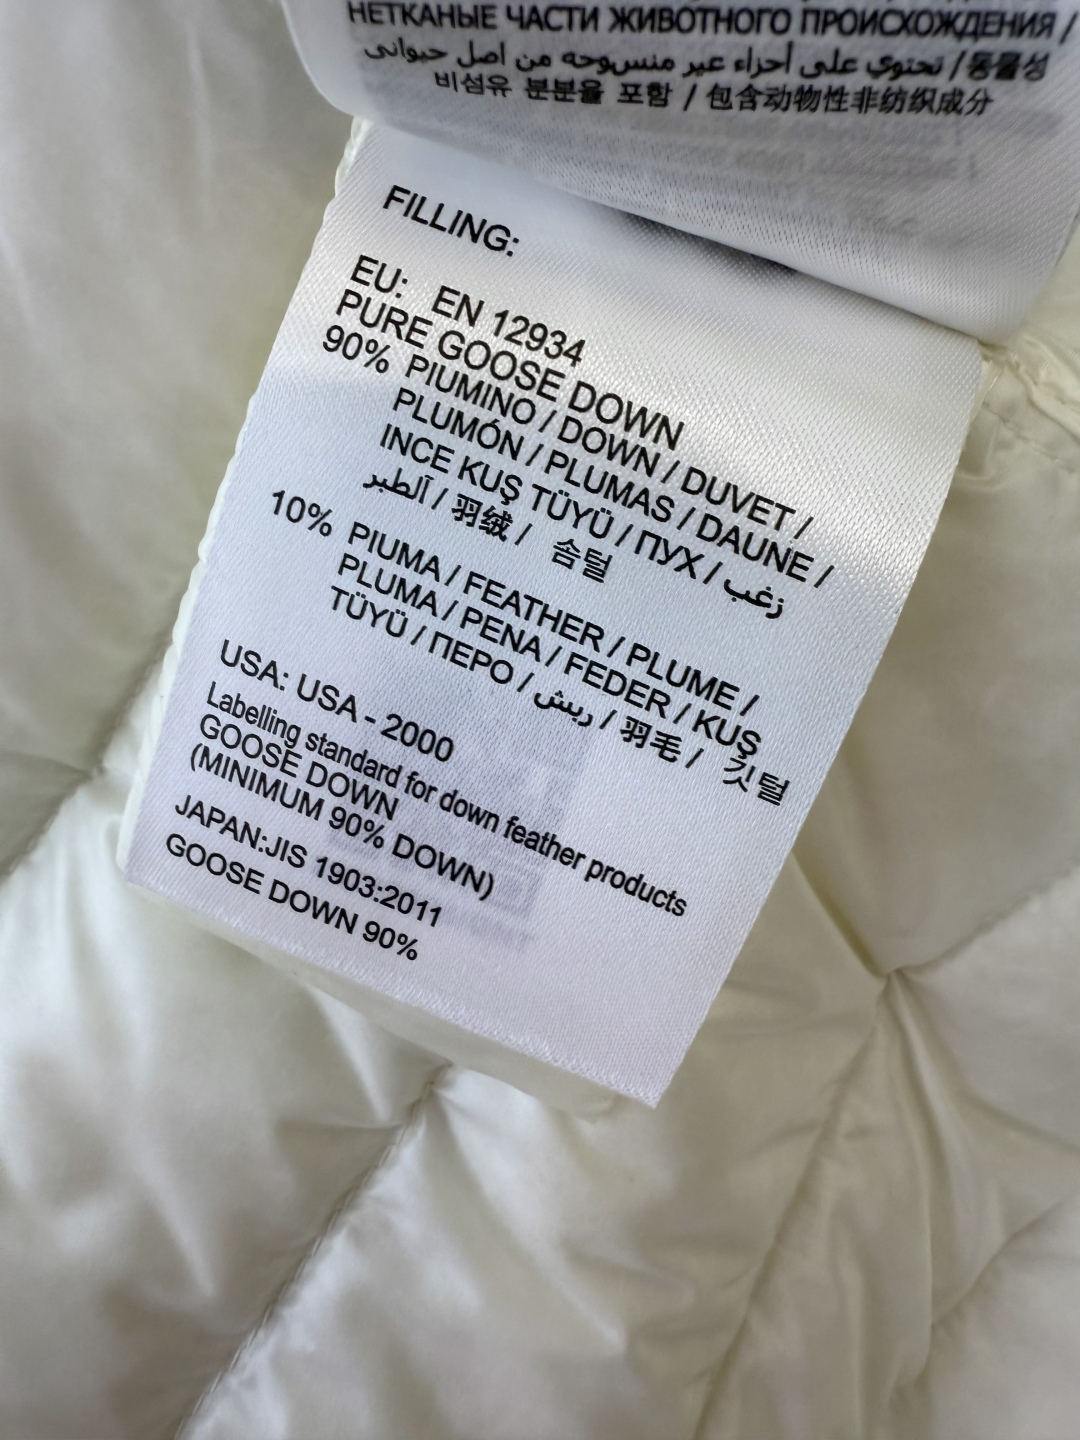 НЕТКАНЫЕ ЧАСТИ ЖИВОТНОГО ПРОИСХОЖДЕНИЯ /
تحتوي على أجزاء غير منسوجه من اصل حيوانى / 동물성
비섬유 분분을 포함 / 包含动物性非纺织成分
FILLING:
EU: EN 12934
PURE GOOSE DOWN
90% PIUMINO / DOWN / DUVET /
PLUMÓN / PLUMAS / DAUNE /
INCE KUŞ TÜYÜ / ПУХ / زغب
آلطبر / 羽绒 / 솜털
10% PIUMA / FEATHER / PLUME /
PLUMA / PENA / FEDER / KUŞ
TÜYÜ / ПЕРО / ريش / 羽毛 / 깃털
USA: USA - 2000
Labelling standard for down feather products
GOOSE DOWN
(MINIMUM 90% DOWN)
JAPAN:JIS 1903:2011
GOOSE DOWN 90%